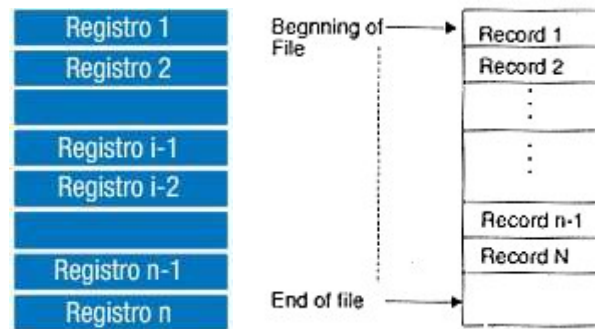 Registro 1
Registro 2
Registro i-1
Registro i-2
Registro n-1
Registro n
Begnning of
File
Record 1
Record 2
Record n-1
Record N
End of file